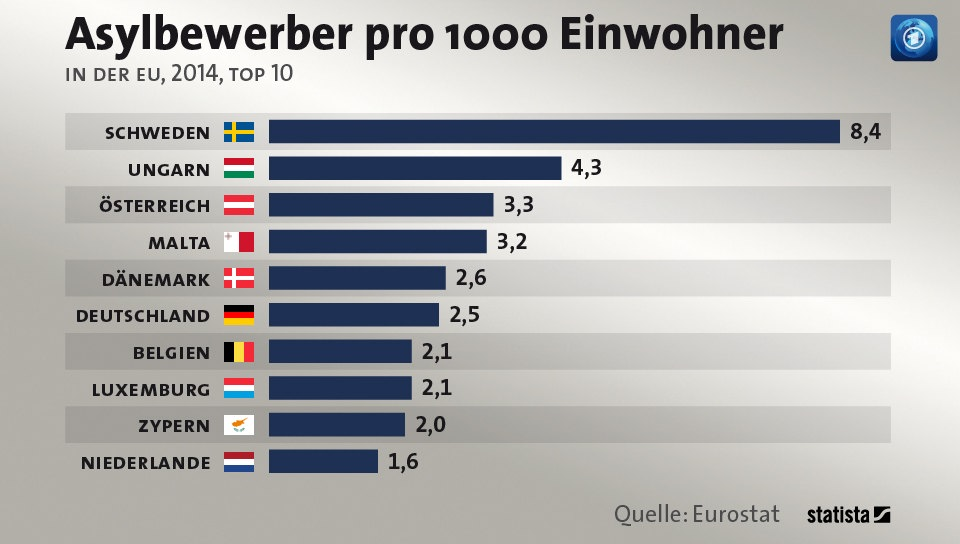 Asylbewerber pro 1000 Einwohner
IN DER EU, 2014, TOP 10
SCHWEDEN 8,4
UNGARN 4,3
ÖSTERREICH 3,3
MALTA 3,2
DÄNEMARK 2,6
DEUTSCHLAND 2,5
BELGIEN 2,1
LUXEMBURG 2,1
ZYPERN 2,0
NIEDERLANDE 1,6
Quelle: Eurostat statista